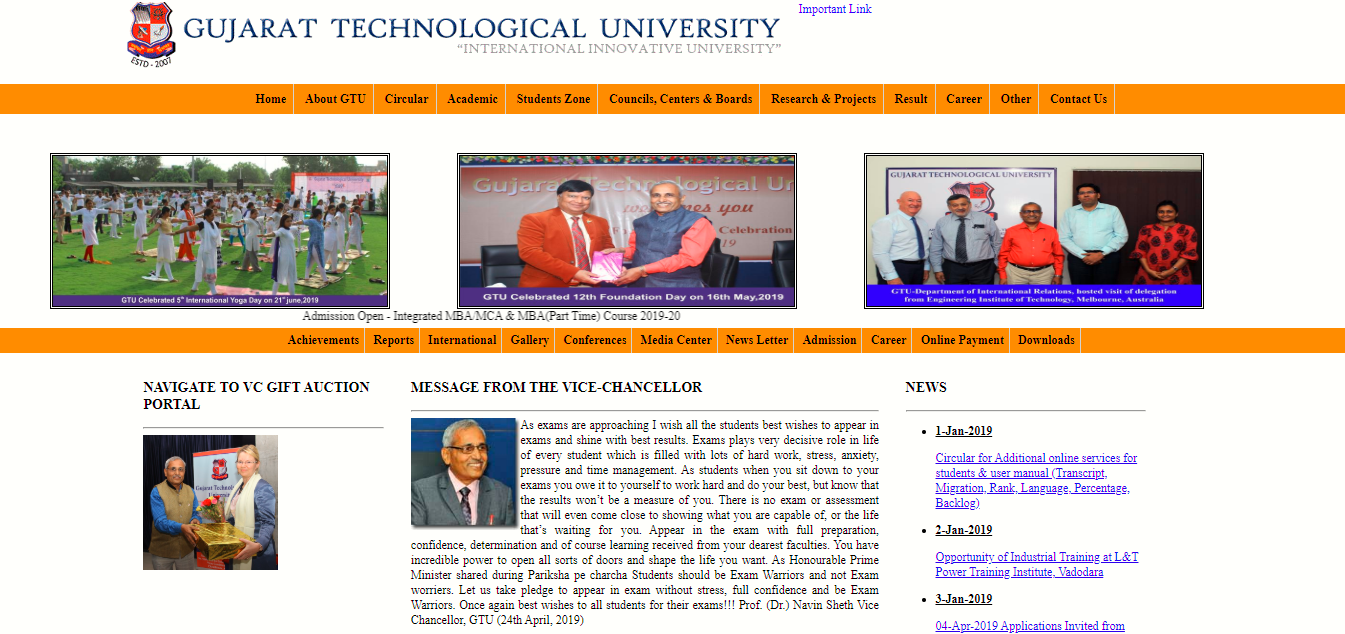 GUJARAT TECHNOLOGICAL UNIVERSITY
“INTERNATIONAL INNOVATIVE UNIVERSITY”
ESTD - 2007
Important Link
Home About GTU Circular Academic Students Zone Councils, Centers & Boards Research & Projects Result Career Other Contact Us
GTU Celebrated 5th International Yoga Day on 21st june,2019
Gujarat Technological Un
welcomes you
Celebration
GTU Celebrated 12th Foundation Day on 16th May,2019
GUJARAT TECHNOLOGICAL UNIVERSITY
GTU-Department of International Relations, hosted visit of delegation
from Engineering Institute of Technology, Melbourne, Australia
Admission Open - Integrated MBA/MCA & MBA(Part Time) Course 2019-20
Achievements Reports International Gallery Conferences Media Center News Letter Admission Career Online Payment Downloads
NAVIGATE TO VC GIFT AUCTION
PORTAL
Gujarat Technolo
Universit
MESSAGE FROM THE VICE-CHANCELLOR
As exams are approaching I wish all the students best wishes to appear in
exams and shine with best results. Exams plays very decisive role in life
of every student which is filled with lots of hard work, stress, anxiety,
pressure and time management. As students when you sit down to your
exams you owe it to yourself to work hard and do your best, but know that
the results won’t be a measure of you. There is no exam or assessment
that will even come close to showing what you are capable of, or the life
that’s waiting for you. Appear in the exam with full preparation,
confidence, determination and of course learning received from your dearest faculties. You have
incredible power to open all sorts of doors and shape the life you want. As Honourable Prime
Minister shared during Pariksha pe charcha Students should be Exam Warriors and not Exam
worriers. Let us take pledge to appear in exam without stress, full confidence and be Exam
Warriors. Once again best wishes to all students for their exams!!! Prof. (Dr.) Navin Sheth Vice
Chancellor, GTU (24th April, 2019)
NEWS
1-Jan-2019
Circular for Additional online services for
students & user manual (Transcript,
Migration, Rank, Language, Percentage,
Backlog)
2-Jan-2019
Opportunity of Industrial Training at L&T
Power Training Institute, Vadodara
3-Jan-2019
04-Apr-2019 Applications Invited from